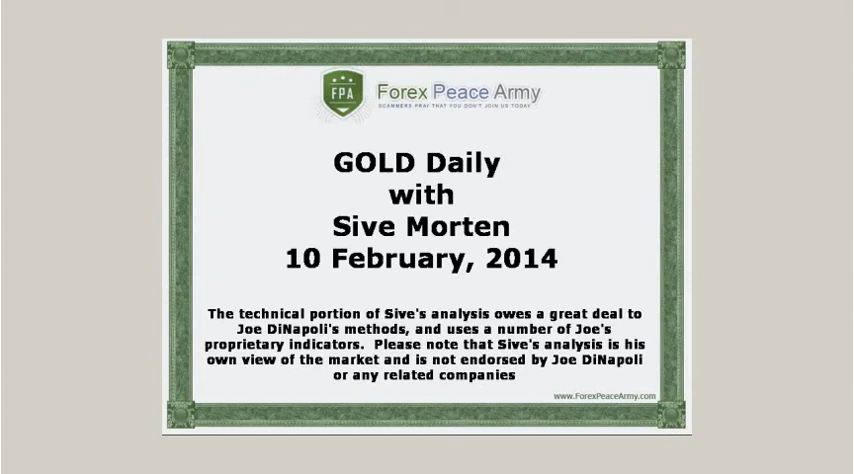 FPA
Forex Peace Army
SCAMMERS PRAY THAT YOU DON'T JOIN US TODAY
GOLD Daily
with
Sive Morten
10 February, 2014
The technical portion of Sive's analysis owes a great deal to
Joe DiNapoli's methods, and uses a number of Joe's
proprietary indicators.  Please note that Sive's analysis is his
own view of the market and is not endorsed by Joe DiNapoli
or any related companies
www.ForexPeaceArmy.com